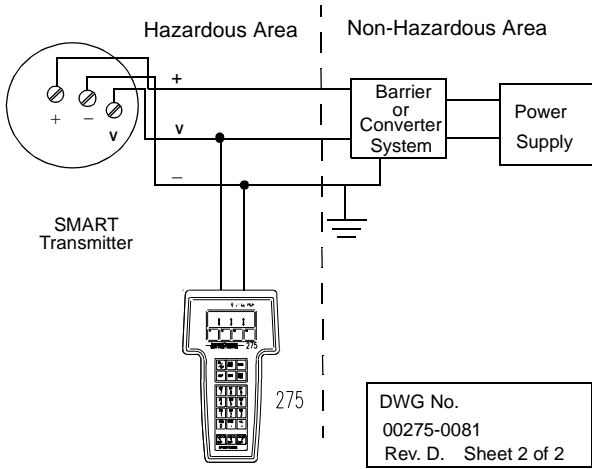 Hazardous Area
Non-Hazardous Area
+
+
−
v
v
−
Barrier
or
Converter
System
Power
Supply
SMART
Transmitter
275
275
DWG No.
00275-0081
Rev. D. Sheet 2 of 2